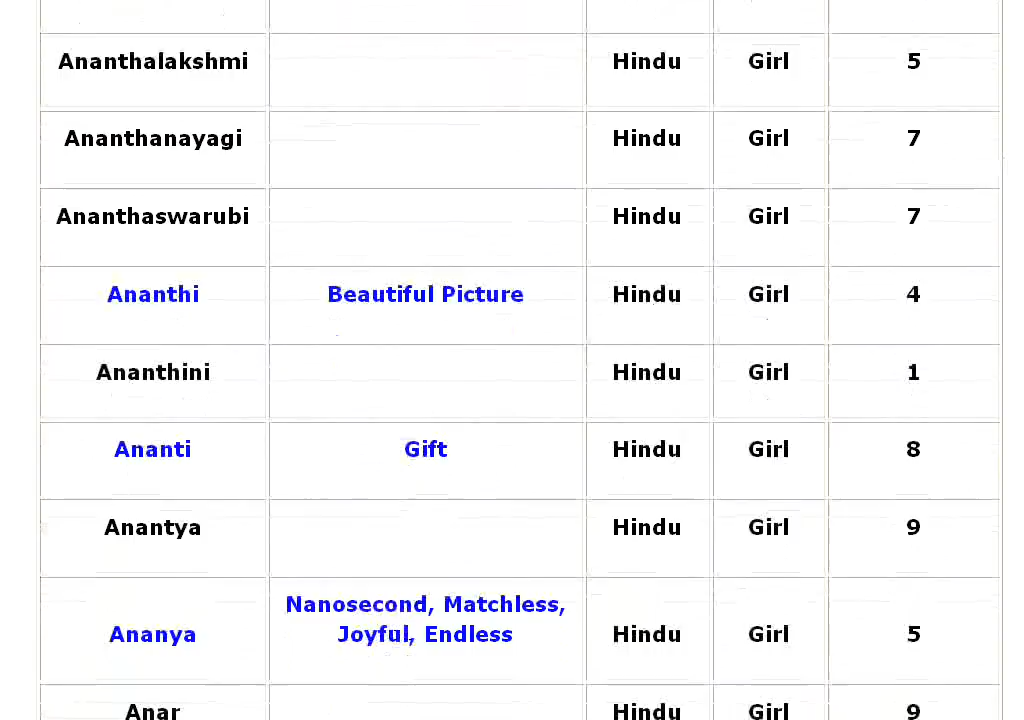 Ananthalakshmi Hindu Girl 5
Ananthanayagi Hindu Girl 7
Ananthaswarubi Hindu Girl 7
Ananthi Beautiful Picture Hindu Girl 4
Ananthini Hindu Girl 1
Ananti Gift Hindu Girl 8
Anantya Hindu Girl 9
Nanosecond, Matchless,
Ananya Joyful, Endless Hindu Girl 5
Anar Hindu Girl 9